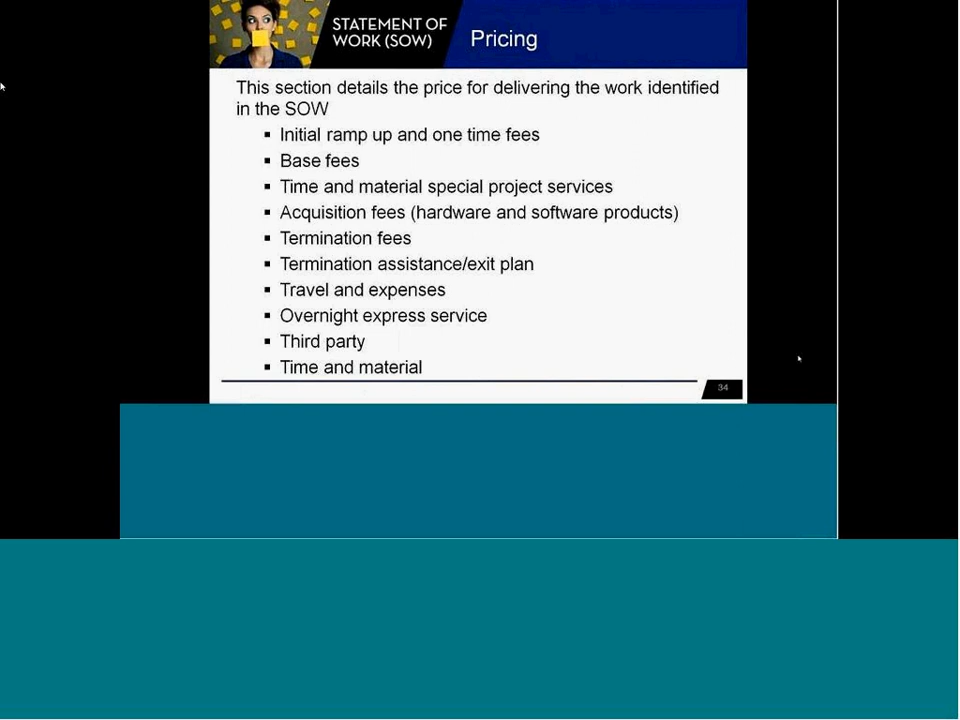 STATEMENT OF
WORK (SOW)
Pricing
This section details the price for delivering the work identified
in the SOW
▪ Initial ramp up and one time fees
▪ Base fees
▪ Time and material special project services
▪ Acquisition fees (hardware and software products)
▪ Termination fees
▪ Termination assistance/exit plan
▪ Travel and expenses
▪ Overnight express service
▪ Third party
▪ Time and material
34